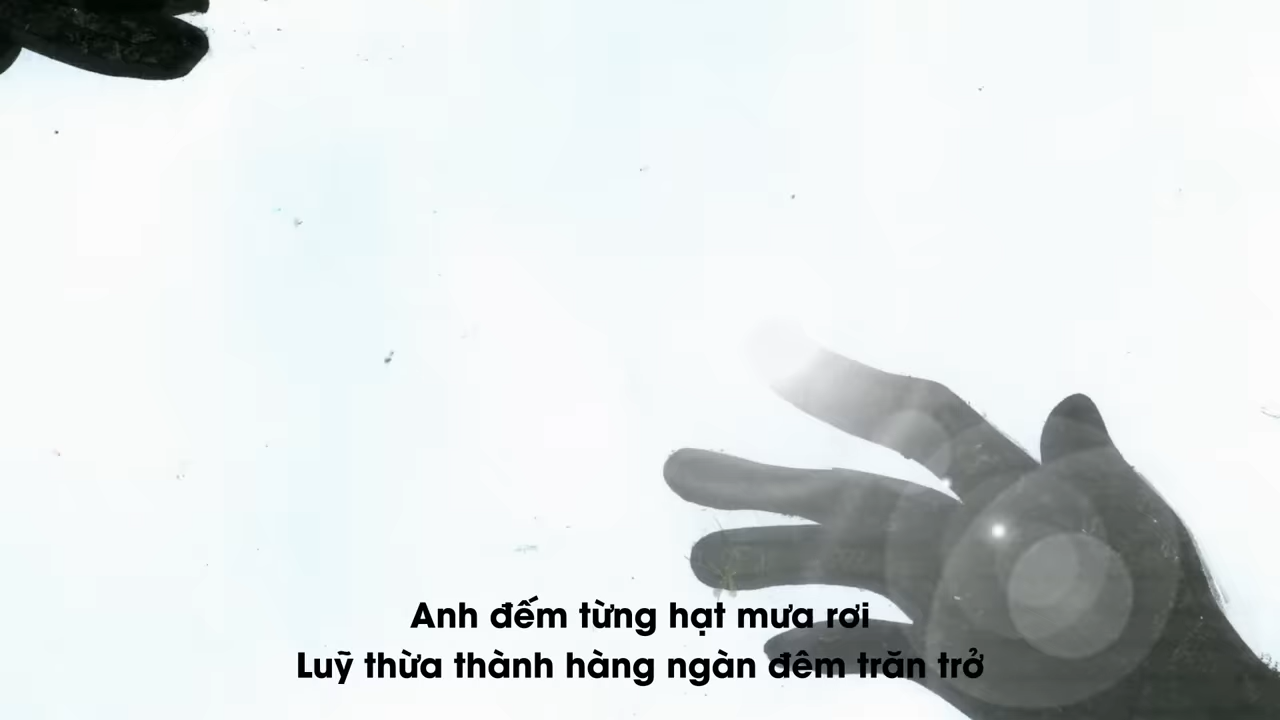 Anh đếm từng hạt mưa rơi
Luỹ thừa thành hàng ngàn đêm trăn trở